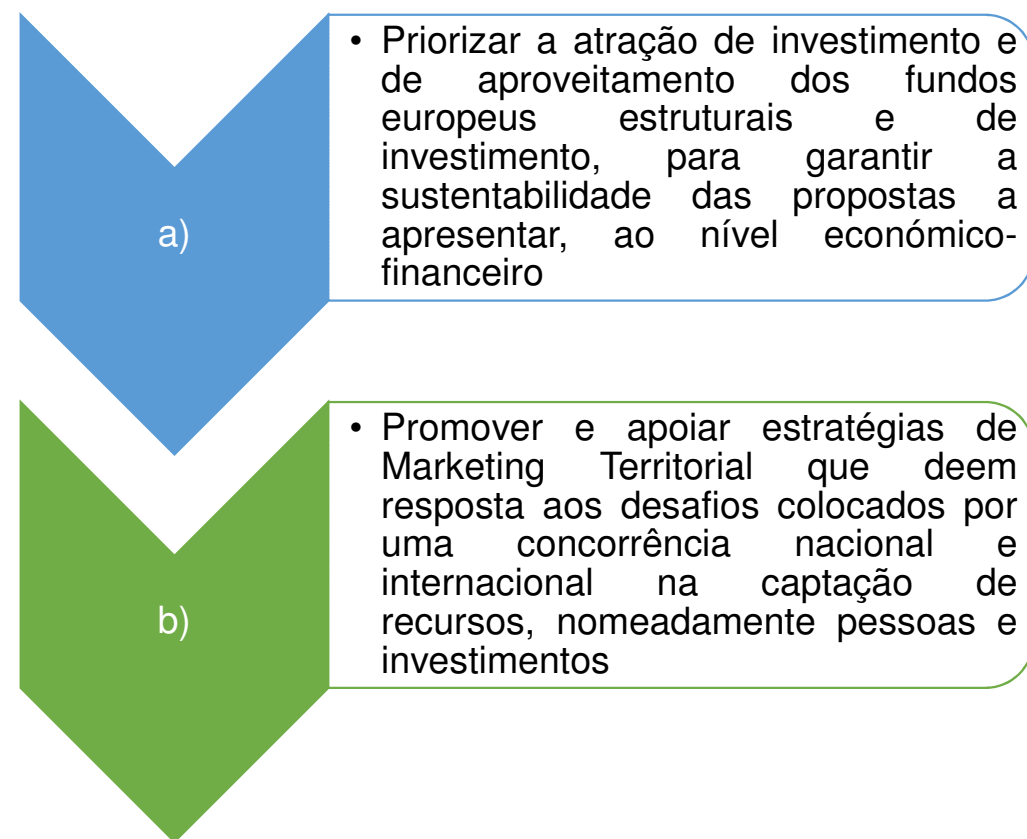 a)
• Priorizar a atração de investimento e
de aproveitamento dos fundos
europeus estruturais e de
investimento, para garantir a
sustentabilidade das propostas a
apresentar, ao nível económico-
financeiro
b)
• Promover e apoiar estratégias de
Marketing Territorial que deem
resposta aos desafios colocados por
uma concorrência nacional e
internacional na captação de
recursos, nomeadamente pessoas e
investimentos